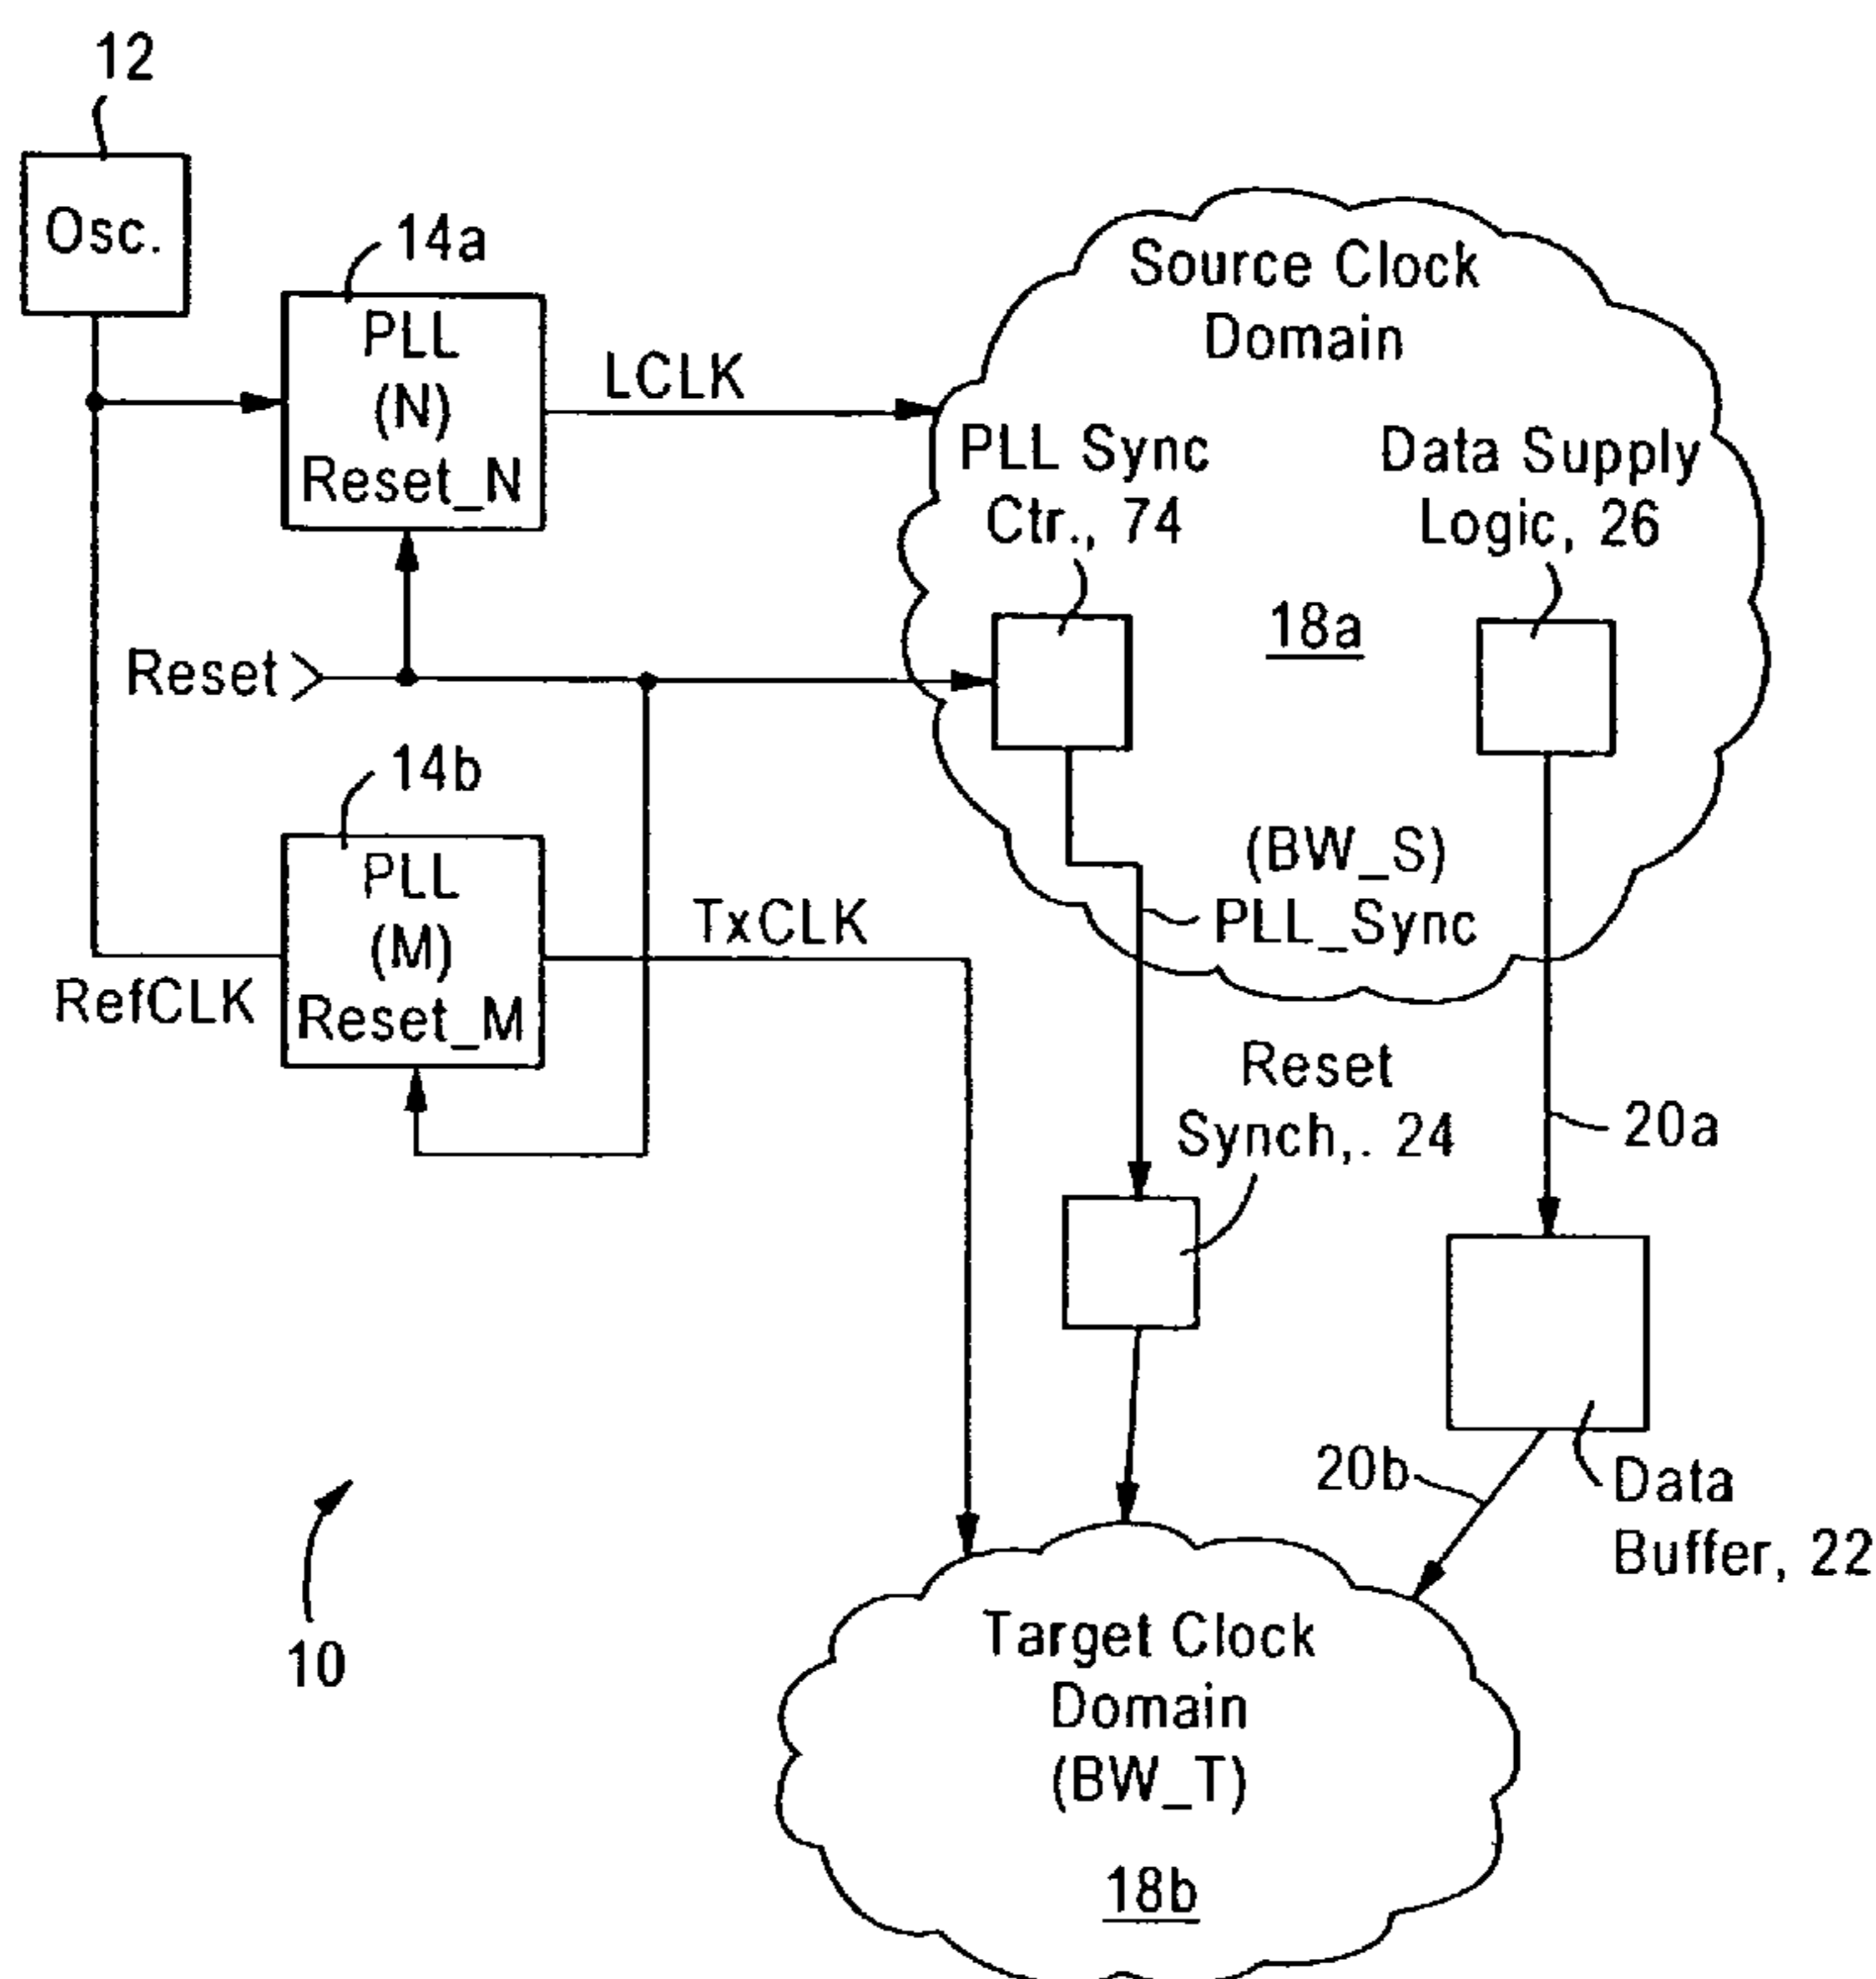 12
Osc.
14a
PLL
(N)
Reset_N
LCLK
Source Clock
Domain
PLL Sync
Ctr., 74
Data Supply
Logic, 26
18a
Reset
14b
PLL
(M)
Reset_M
RefCLK
TxCLK
(BW_S)
PLL_Sync
Reset
Synch,. 24
20a
20b
Data
Buffer, 22
10
Target Clock
Domain
(BW_T)
18b